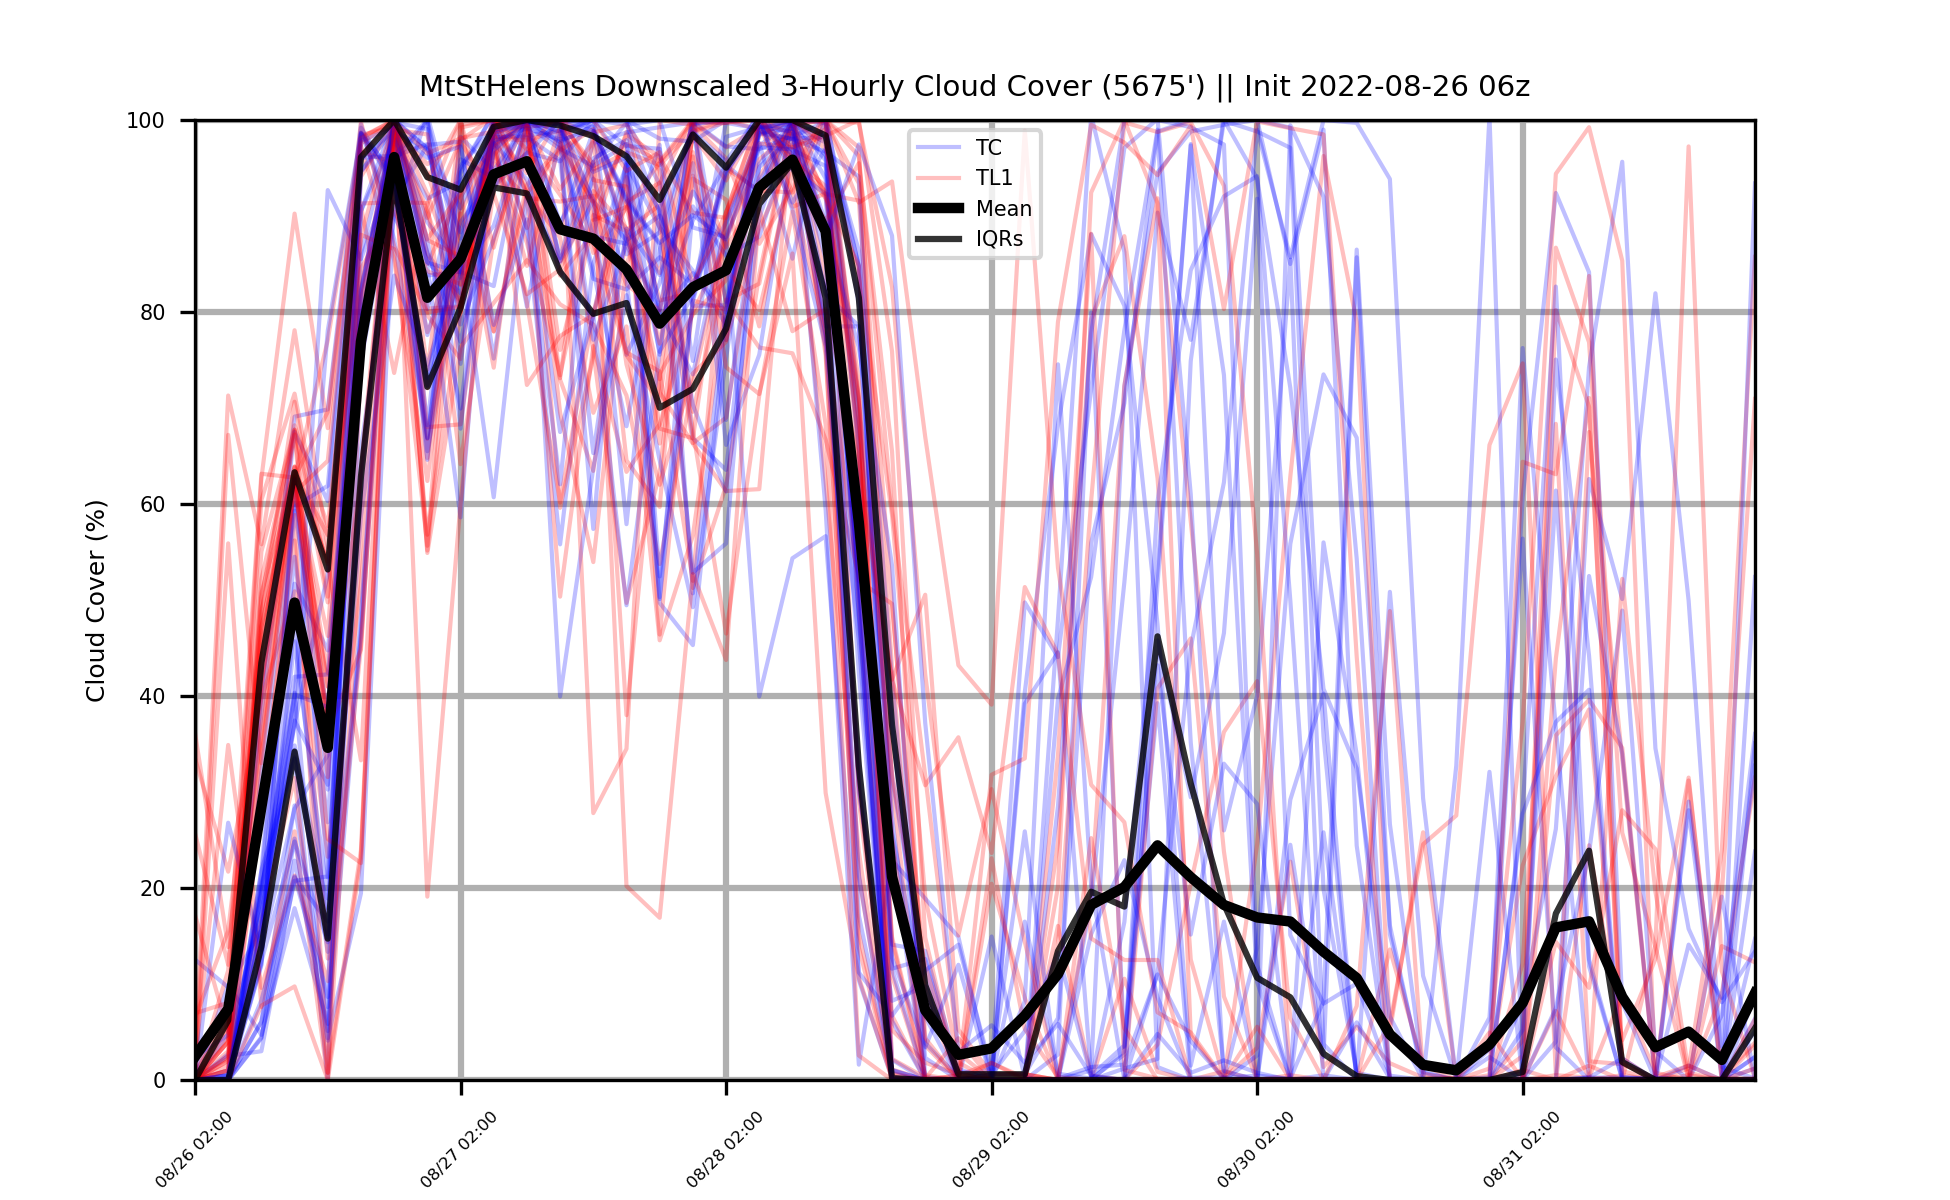 MtStHelens Downscaled 3-Hourly Cloud Cover (5675') || Init 2022-08-26 06z
TC
TL1
Mean
IQRs
Cloud Cover (%)
100
80
60
40
20
0
08/26 02:00
08/27 02:00
08/28 02:00
08/29 02:00
08/30 02:00
08/31 02:00